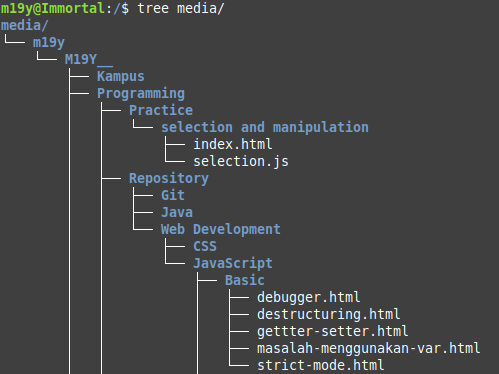 m19y@Immortal:/$ tree media/
media/
└── m19y
    └── M19Y__
        ├── Kampus
        ├── Programming
        │   ├── Practice
        │   │   └── selection and manipulation
        │   │       ├── index.html
        │   │       └── selection.js
        │   ├── Repository
        │   │   ├── Git
        │   │   ├── Java
        │   │   └── Web Development
        │   │       ├── CSS
        │   │       └── JavaScript
        │   │           ├── Basic
        │   │           │   ├── debugger.html
        │   │           │   ├── destructuring.html
        │   │           │   ├── gettter-setter.html
        │   │           │   ├── masalah-menggunakan-var.html
        │   │           │   └── strict-mode.html